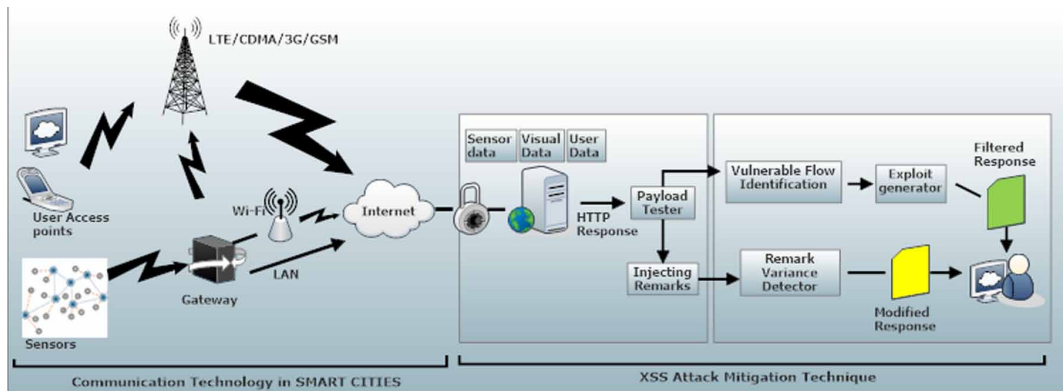 LTE/CDMA/3G/GSM
User Access
points
Sensors
Gateway
Wi-Fi
LAN
Internet
Sensor
data
Visual
Data
User
Data
HTTP
Response
Payload
Tester
Injecting
Remarks
Vulnerable Flow
Identification
Exploit
generator
Filtered
Response
Remark
Variance
Detector
Modified
Response
Communication Technology in SMART CITIES
XSS Attack Mitigation Technique